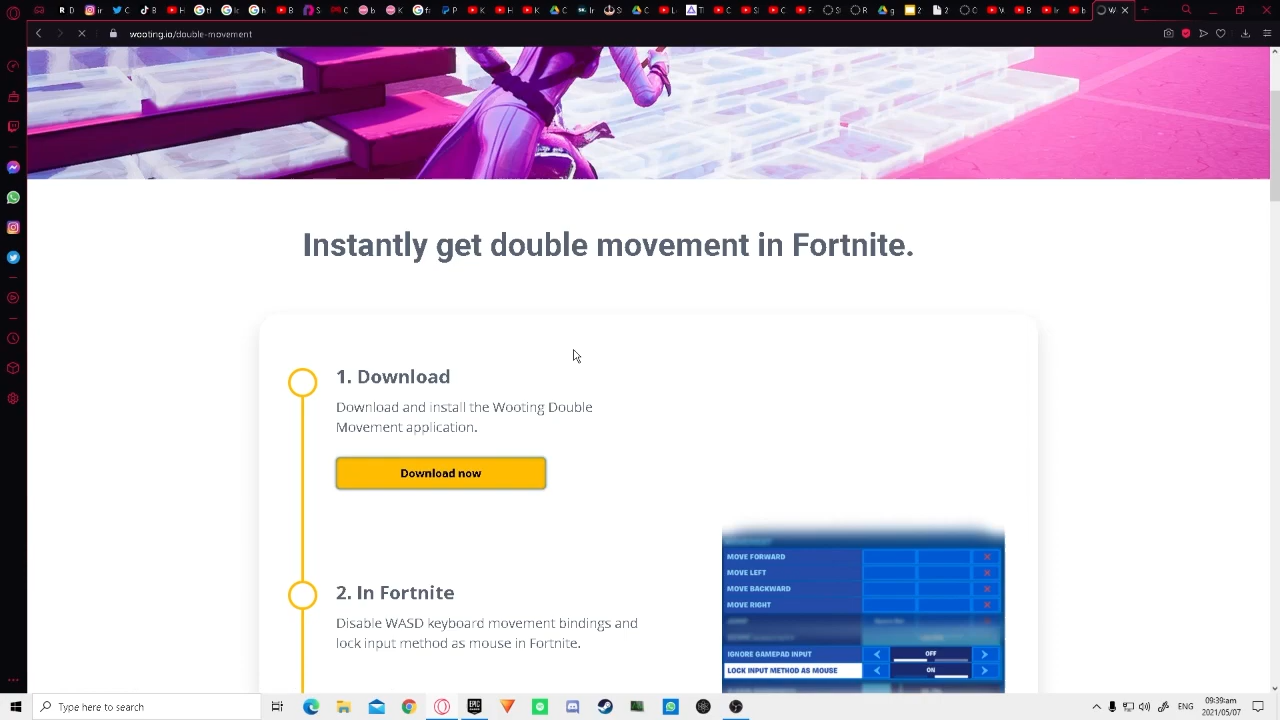 wooting.io/double-movement
Instantly get double movement in Fortnite.
1. Download
Download and install the Wooting Double
Movement application.
Download now
2. In Fortnite
Disable WASD keyboard movement bindings and
lock input method as mouse in Fortnite.
MOVE FORWARD
MOVE LEFT
MOVE BACKWARD
MOVE RIGHT
IGNORE GAMEPAD INPUT
OFF
LOCK INPUT METHOD AS MOUSE
ON
Type here to search
EPIC
ENG
09:39am
2021/05/07